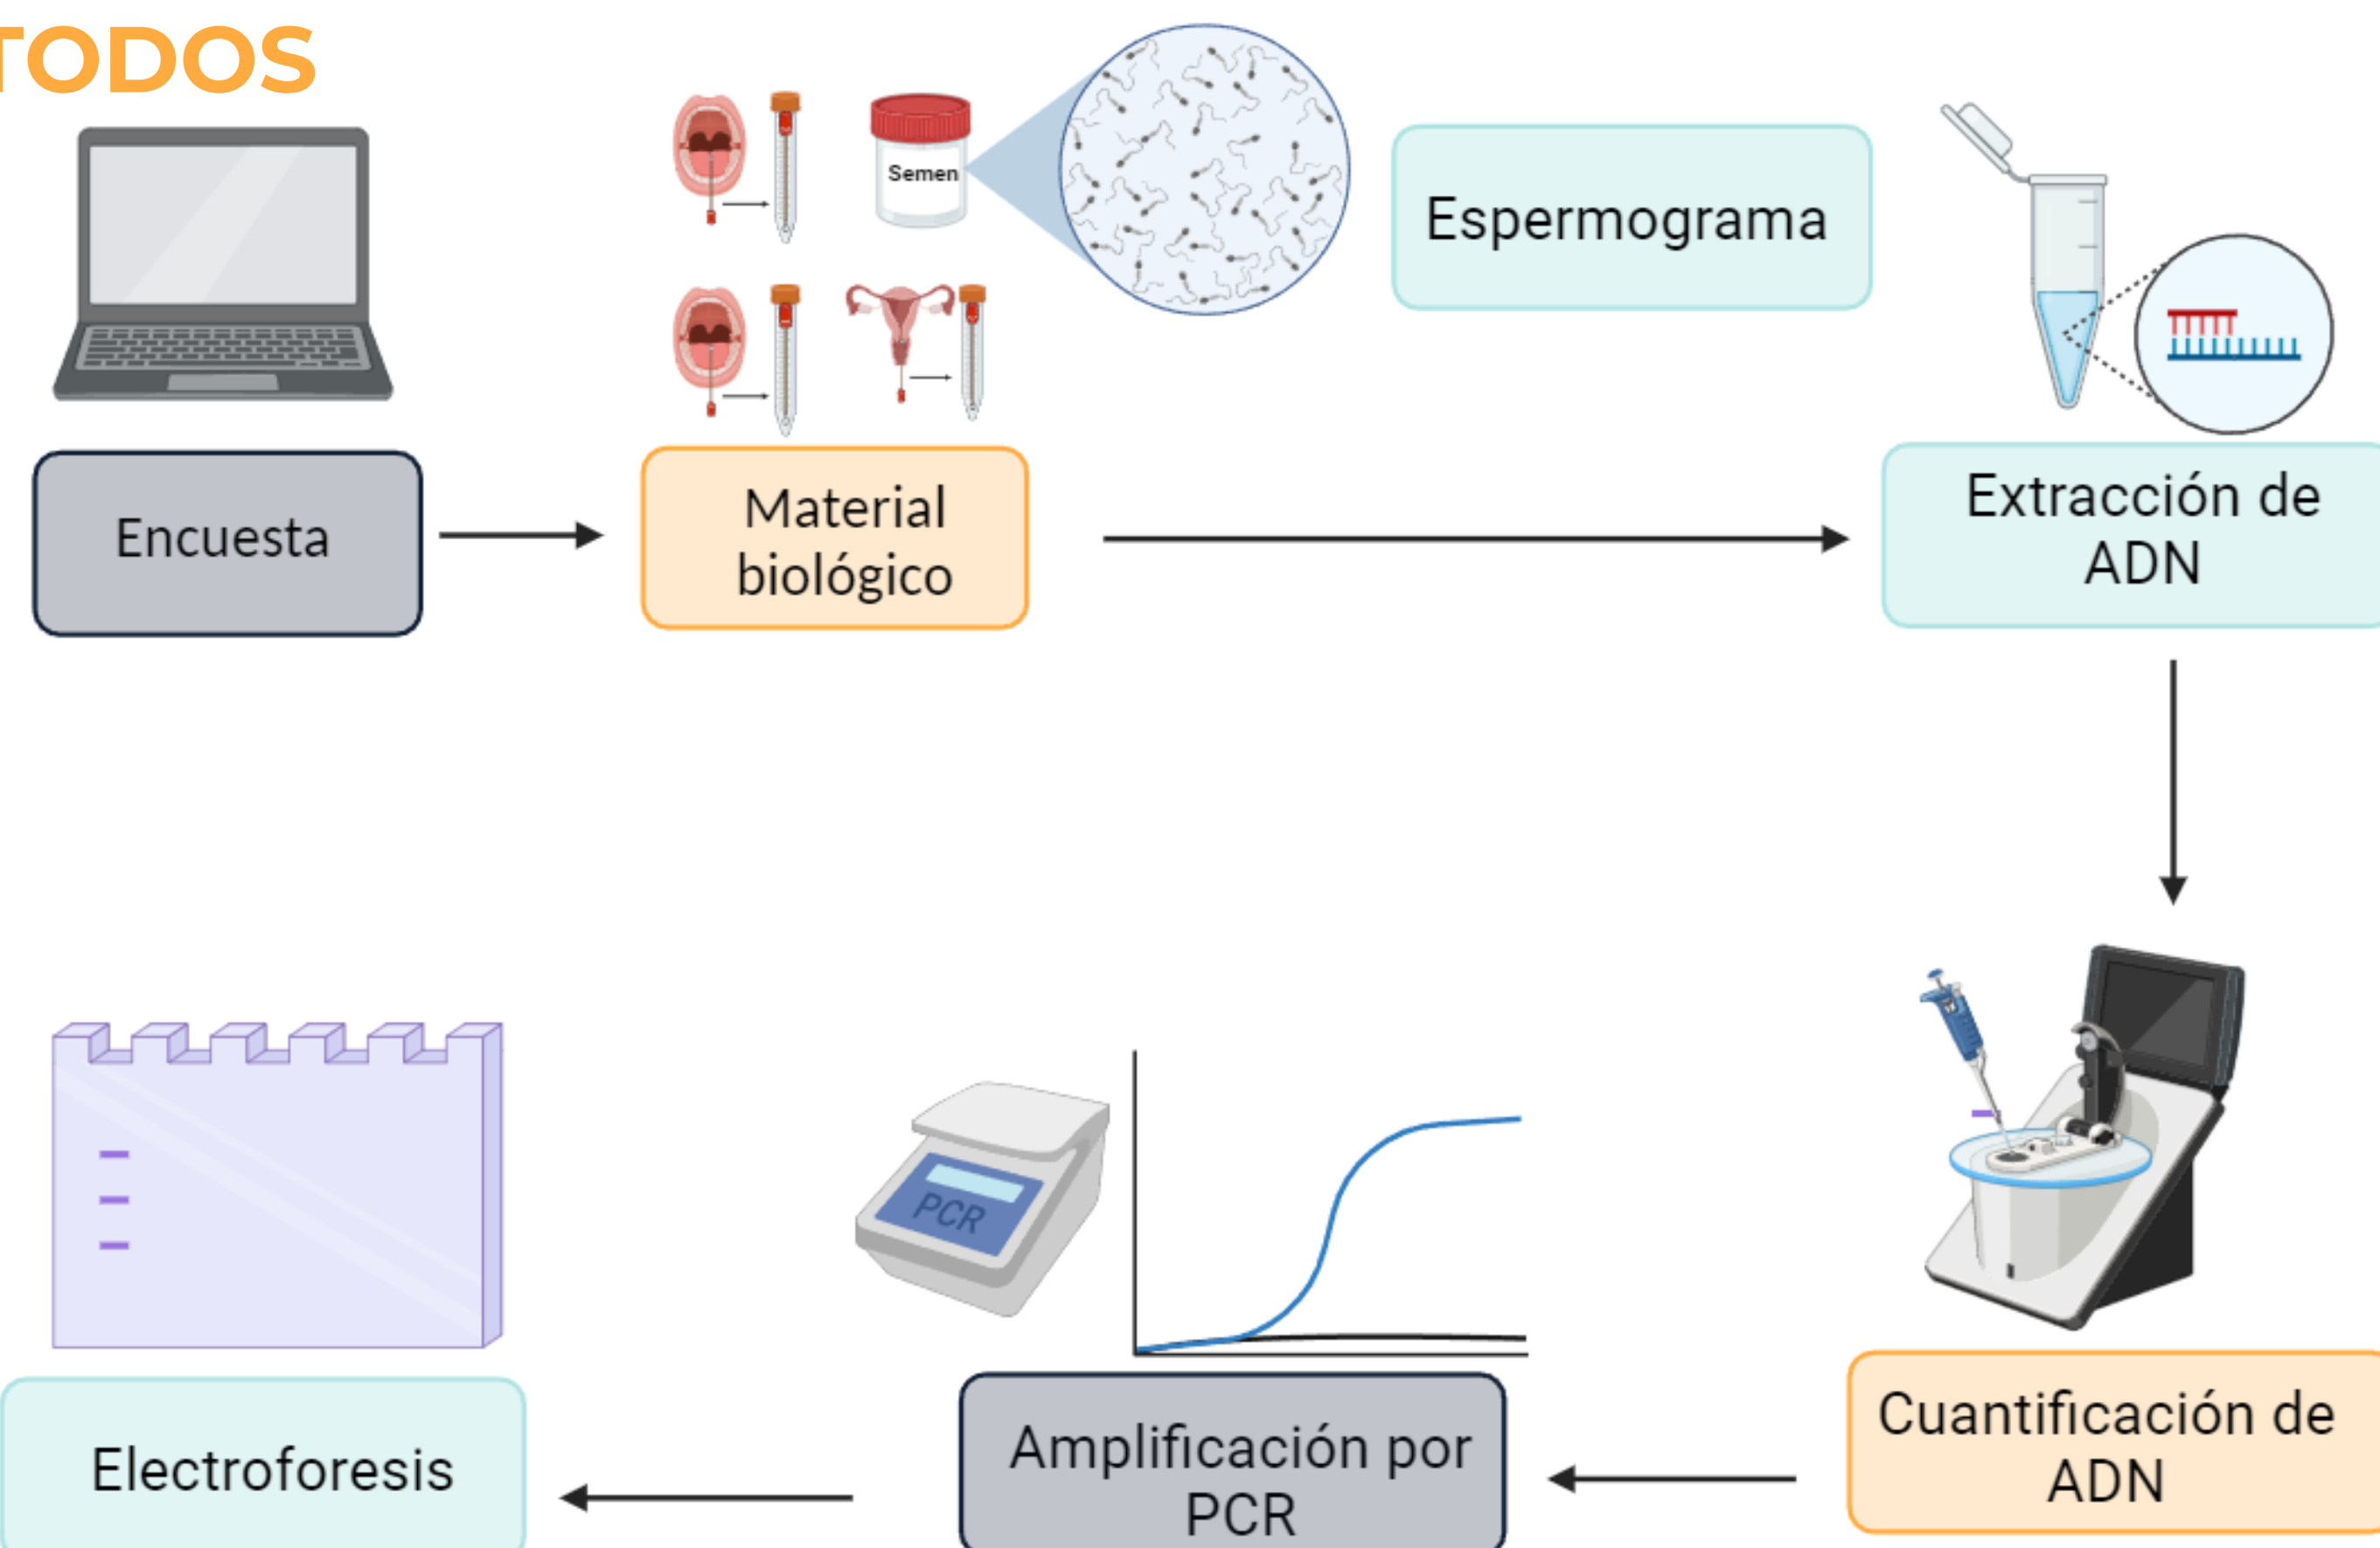 TODOS
Semen
Espermograma
Encuesta
Material
biológico
Extracción de
ADN
PCR
Electroforesis
Amplificación por
PCR
Cuantificación de
ADN